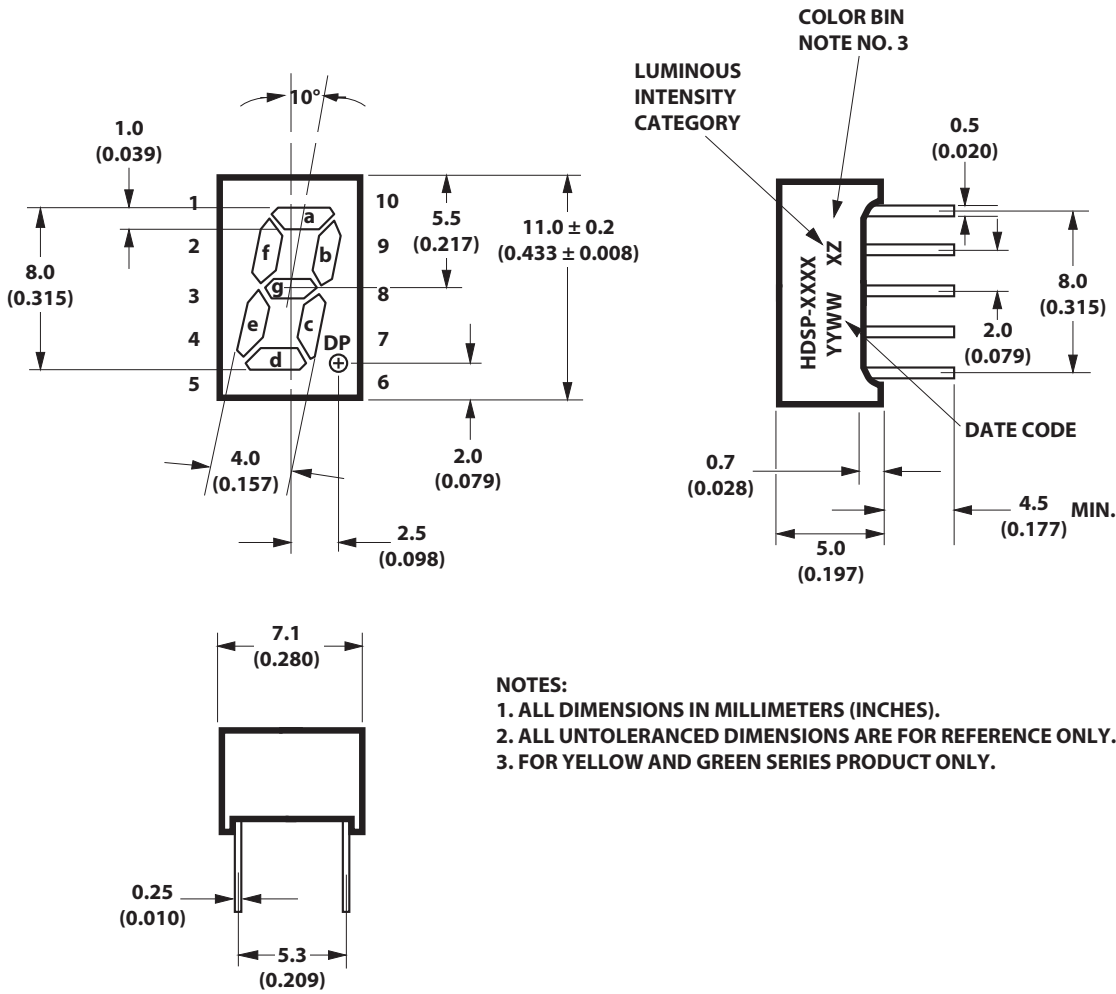 COLOR BIN
NOTE NO. 3
LUMINOUS
INTENSITY
CATEGORY
10°
1.0
(0.039)
0.5
(0.020)
1
10
a
5.5
(0.217)
11.0 ± 0.2
(0.433 ± 0.008)
2
9
f
b
8.0
(0.315)
3
8
g
4
7
e
c
d
DP
5
6
HDSP-XXXX XZ
YYWW
8.0
(0.315)
2.0
(0.079)
DATE CODE
4.0
(0.157)
2.0
(0.079)
0.7
(0.028)
4.5 MIN.
(0.177)
2.5
(0.098)
5.0
(0.197)
7.1
(0.280)
NOTES:
1. ALL DIMENSIONS IN MILLIMETERS (INCHES).
2. ALL UNTOLERANCED DIMENSIONS ARE FOR REFERENCE ONLY.
3. FOR YELLOW AND GREEN SERIES PRODUCT ONLY.
0.25
(0.010)
5.3
(0.209)